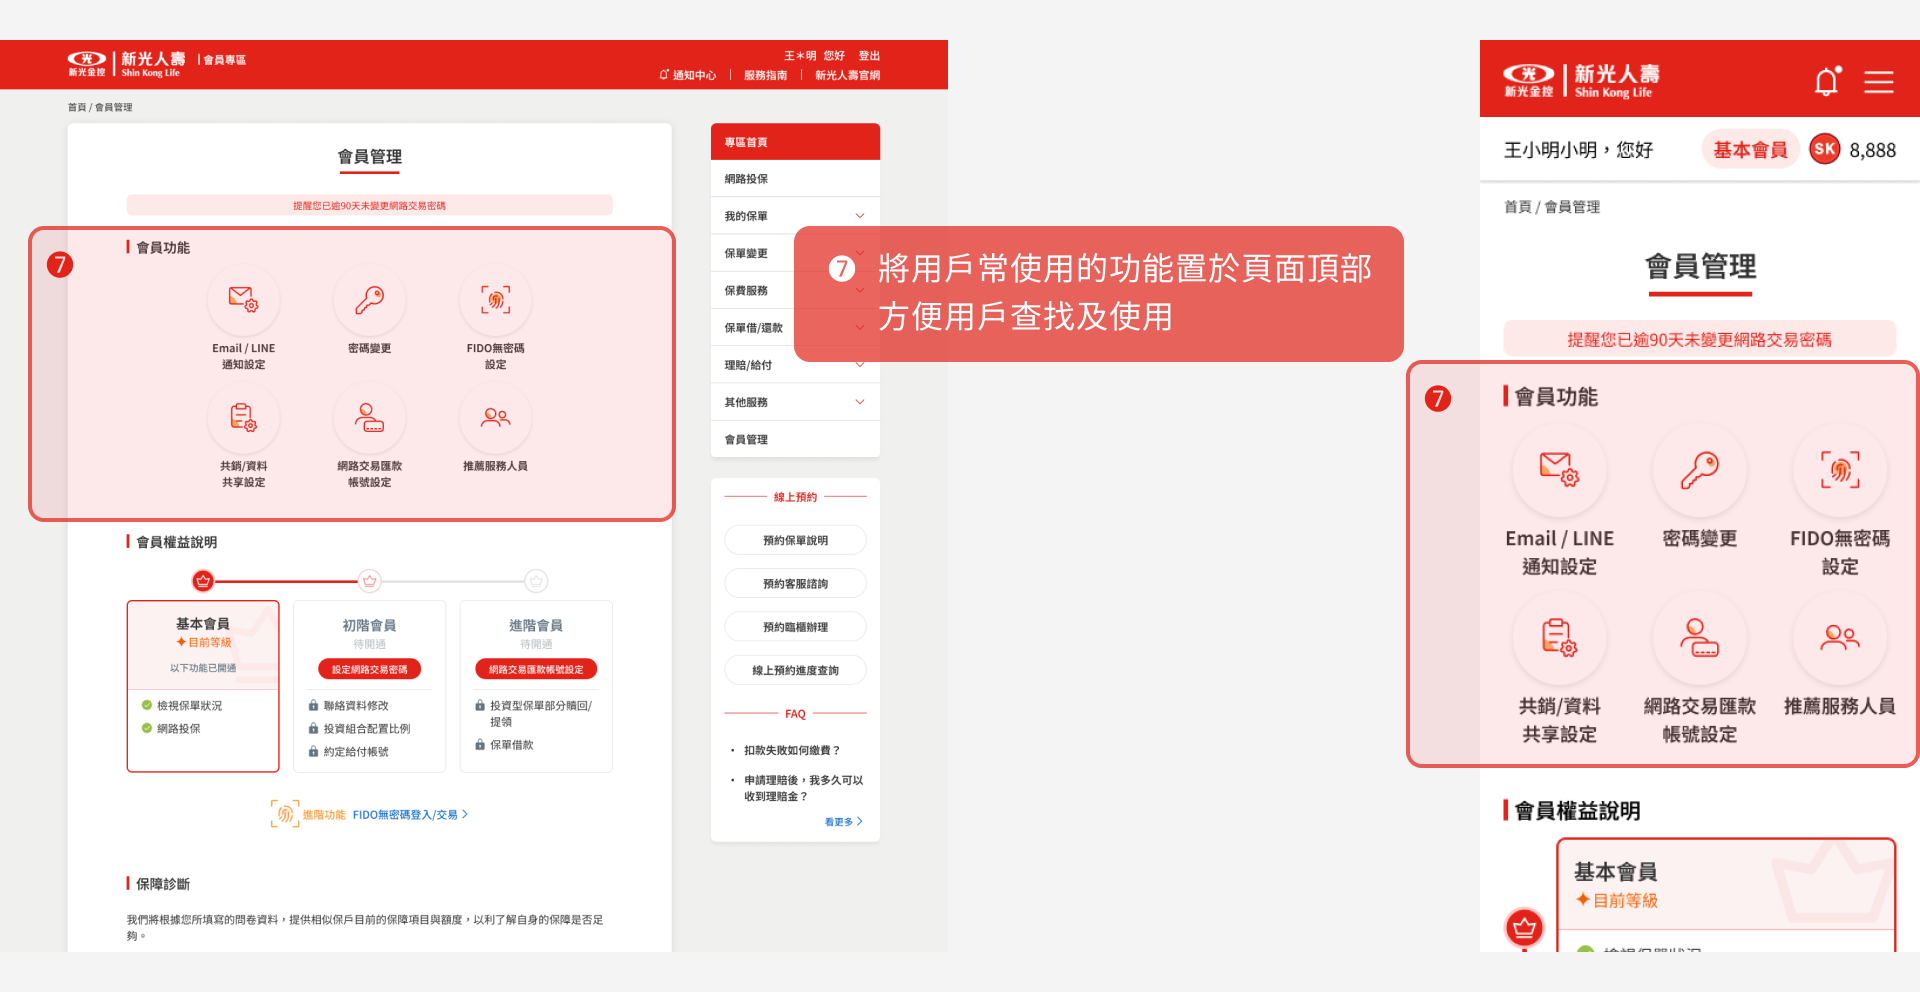 新光金控 新光人壽 Shin Kong Life 會員專區
王＊明 您好 登出
通知中心 服務指南 新光人壽官網
首頁 / 會員管理
會員管理
提醒您已逾90天未變更網路交易密碼
7
會員功能
Email / LINE
通知設定
密碼變更
FIDO無密碼
設定
共銷/資料
共享設定
網路交易匯款
帳號設定
推薦服務人員
會員權益說明
基本會員
目前等級
以下功能已開通
檢視保單狀況
網路投保
初階會員
待開通
設定網路交易密碼
聯絡資料修改
投資組合配置比例
約定給付帳號
進階會員
待開通
網路交易匯款帳號設定
投資型保單部分贖回/
提領
保單借款
進階功能 FIDO無密碼登入/交易
保障診斷
我們將根據您所填寫的問卷資料，提供相似保戶目前的保障項目與額度，以利了解自身的保障是否足
夠。
專區首頁
網路投保
我的保單
保單變更
保費服務
保單借/還款
理賠/給付
其他服務
會員管理
線上預約
預約保單說明
預約客服諮詢
預約臨櫃辦理
線上預約進度查詢
FAQ
扣款失敗如何繳費？
申請理賠後，我多久可以
收到理賠金？
看更多
7 將用戶常使用的功能置於頁面頂部
方便用戶查找及使用
新光金控 新光人壽 Shin Kong Life
王小明小明，您好 基本會員 SK 8,888
首頁 / 會員管理
會員管理
提醒您已逾90天未變更網路交易密碼
7
會員功能
Email / LINE
通知設定
密碼變更
FIDO無密碼
設定
共銷/資料
共享設定
網路交易匯款
帳號設定
推薦服務人員
會員權益說明
基本會員
目前等級